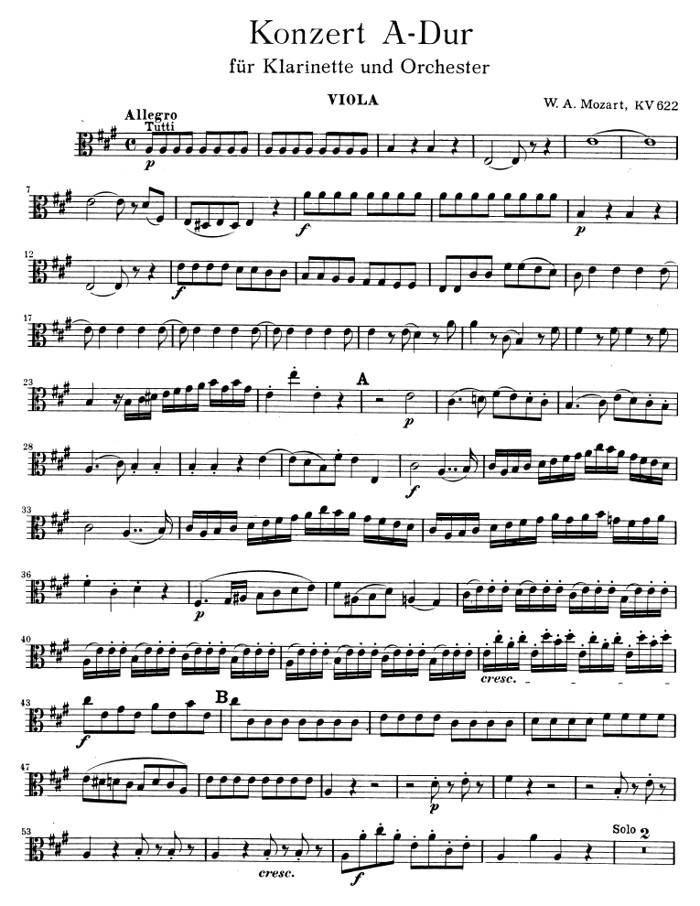 Konzert A-Dur
für Klarinette und Orchester
VIOLA
W. A. Mozart, KV 622
Allegro
Tutti
p
7
f
p
12
f
17
23
A
p
28
f
33
36
p
40
cresc.
43
B
f
47
p
53
cresc.
f
Solo 2